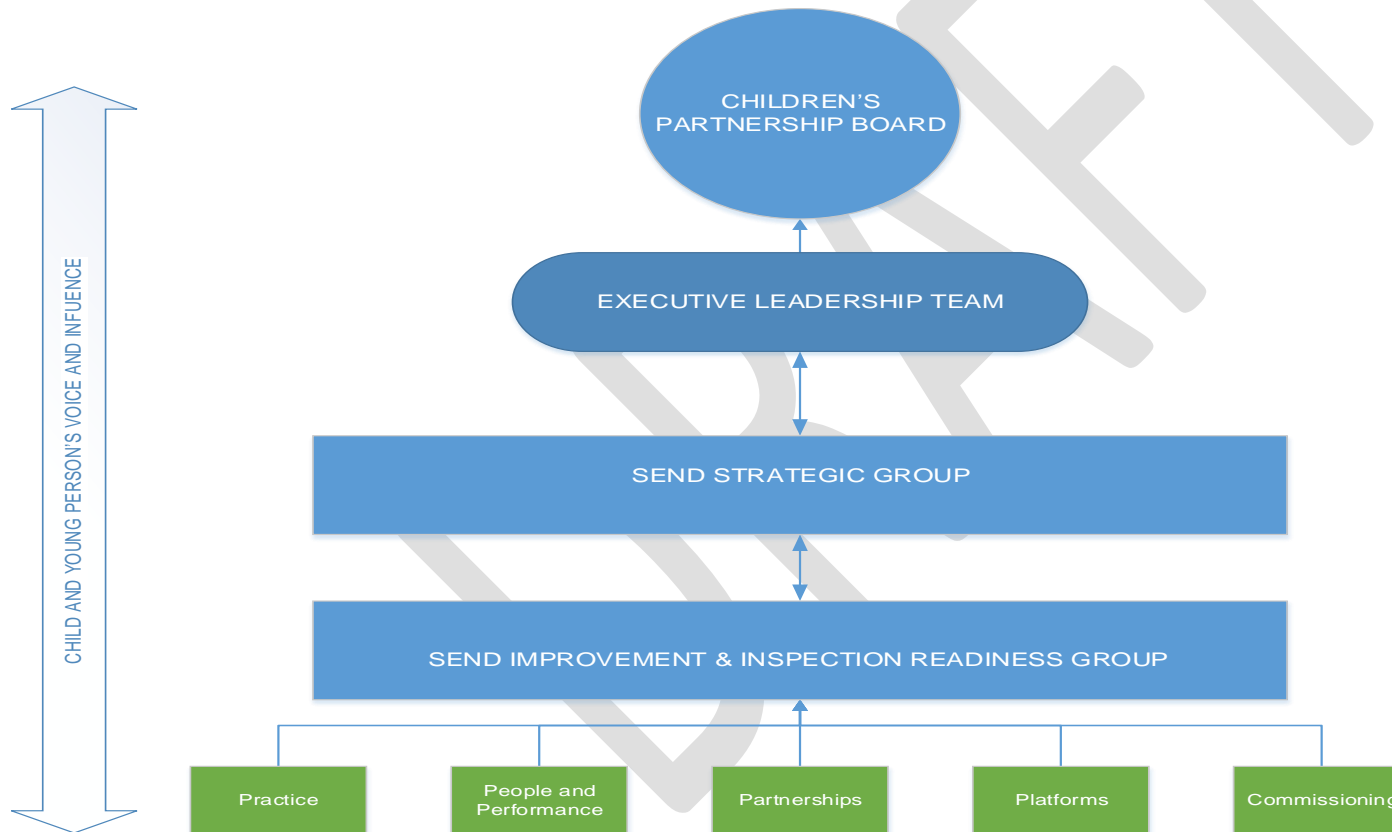 CHILDREN'S
PARTNERSHIP BOARD
EXECUTIVE LEADERSHIP TEAM
SEND STRATEGIC GROUP
SEND IMPROVEMENT & INSPECTION READINESS GROUP
Practice
People and
Performance
Partnerships
Platforms
Commissioning
CHILD AND YOUNG PERSON'S VOICE AND INFUENCE
DRAFT